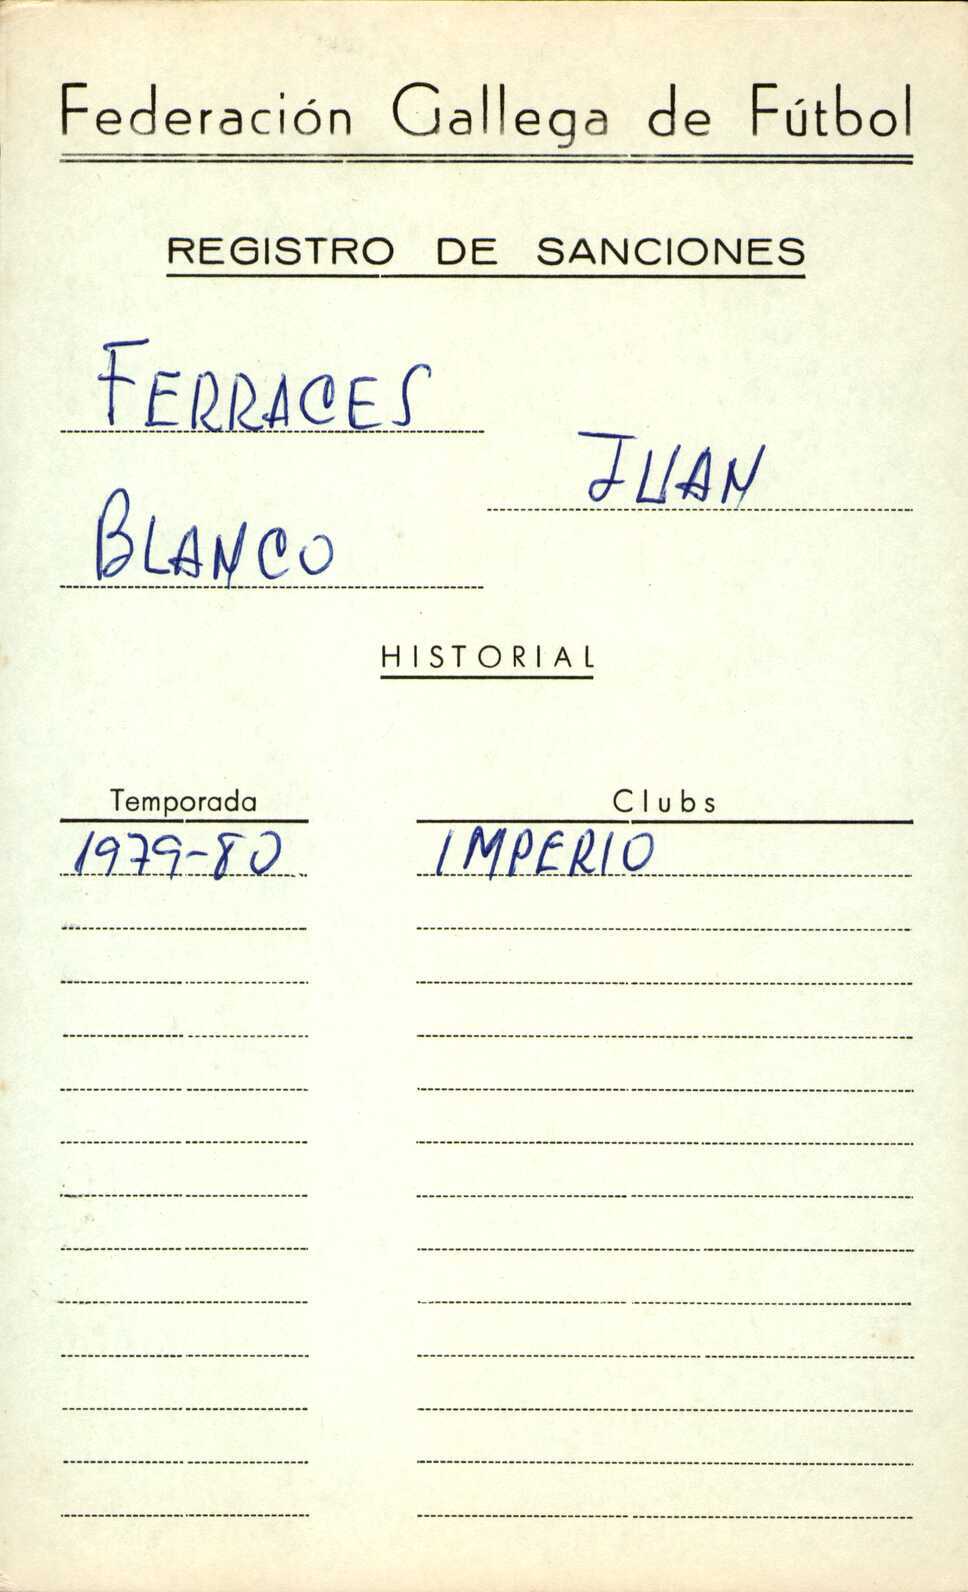 Federación Gallega de Fútbol
REGISTRO DE SANCIONES
FERRACES
JUAN
BLANCO
HISTORIAL
Temporada Clubs
1979-80 IMPERIO